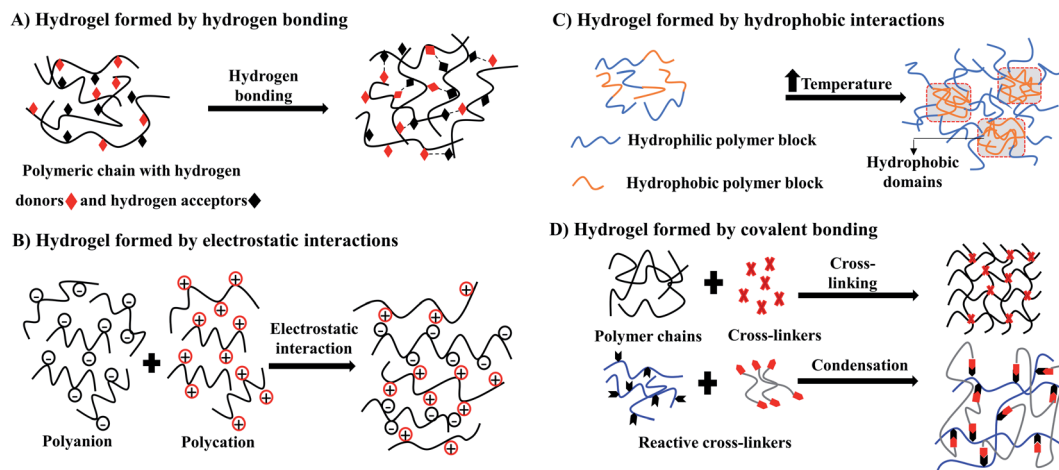 A) Hydrogel formed by hydrogen bonding
Hydrogen
bonding
Polymeric chain with hydrogen
donors and hydrogen acceptors
B) Hydrogel formed by electrostatic interactions
Electrostatic
interaction
Polyanion
Polycation
C) Hydrogel formed by hydrophobic interactions
Temperature
Hydrophilic polymer block
Hydrophobic polymer block
Hydrophobic
domains
D) Hydrogel formed by covalent bonding
Cross-
linking
Polymer chains
Cross-linkers
Condensation
Reactive cross-linkers